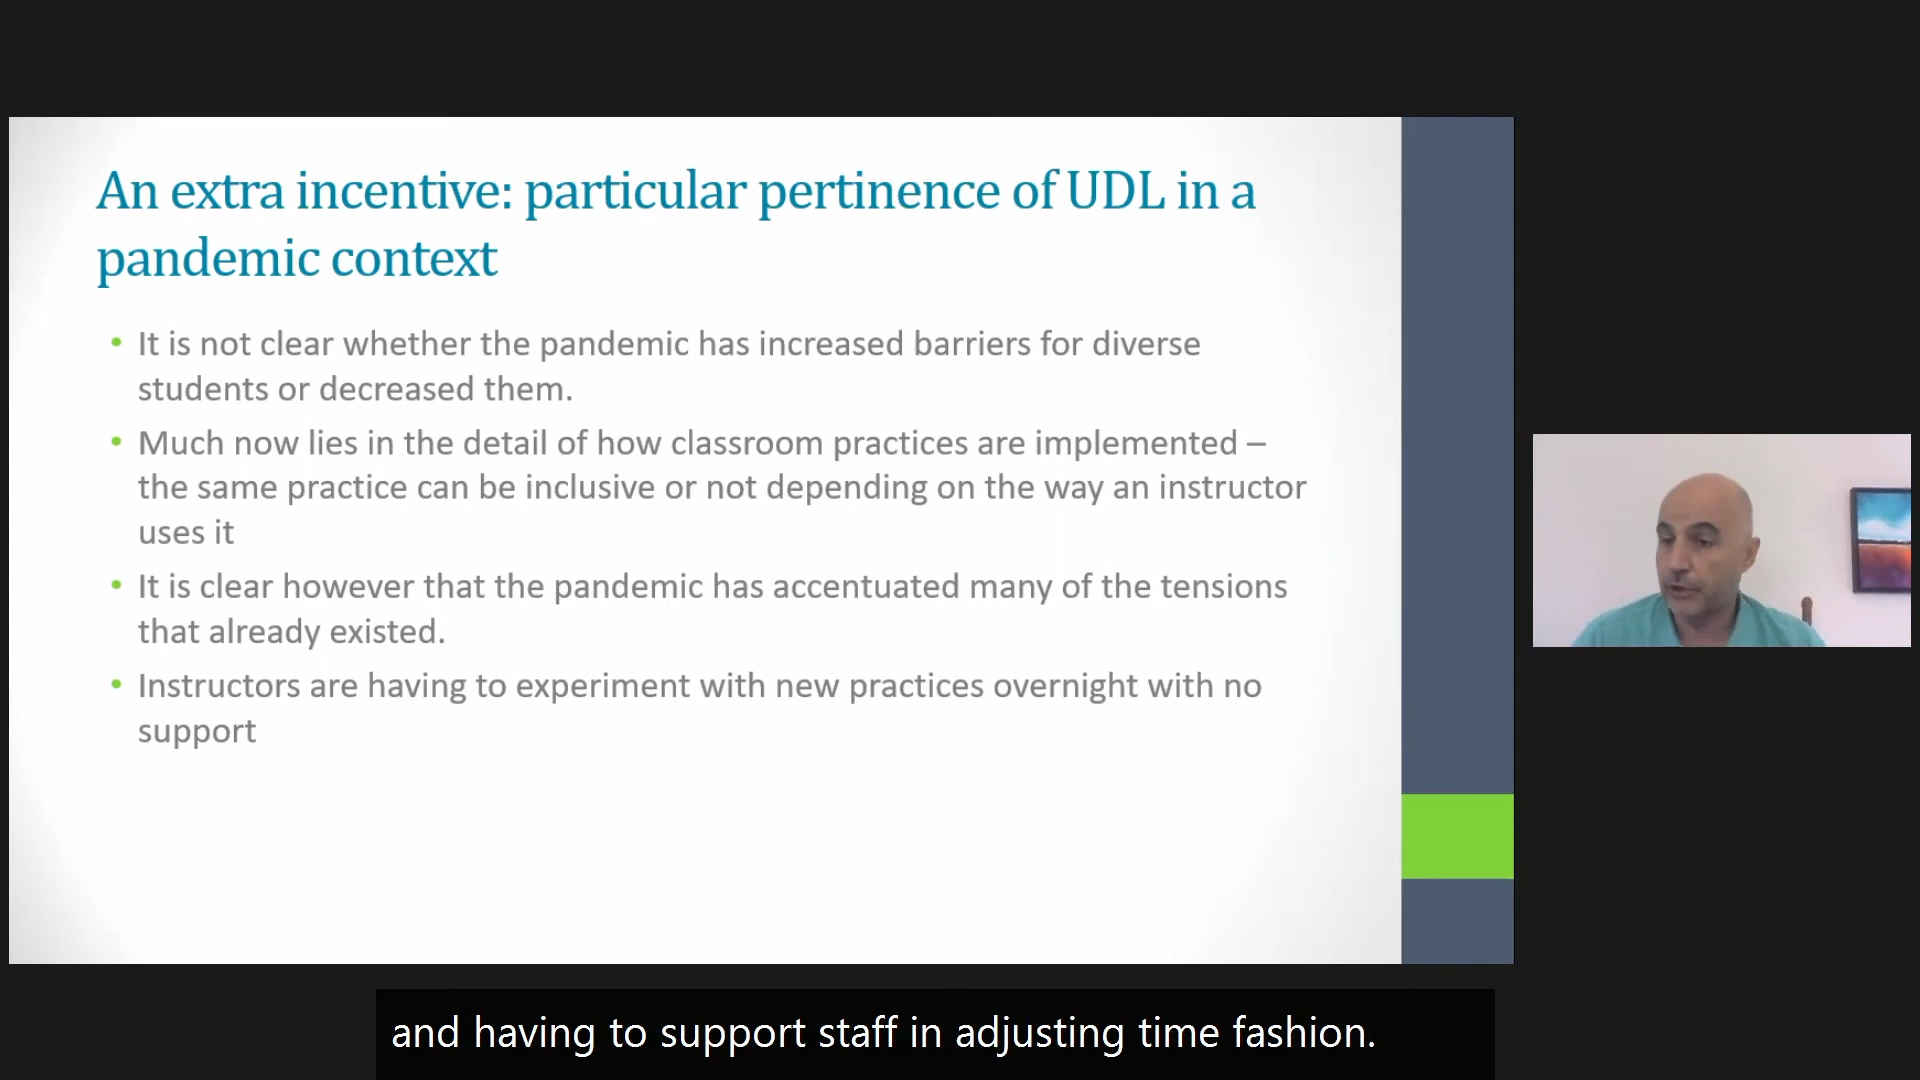 An extra incentive: particular pertinence of UDL in a
pandemic context
• It is not clear whether the pandemic has increased barriers for diverse
students or decreased them.
• Much now lies in the detail of how classroom practices are implemented –
the same practice can be inclusive or not depending on the way an instructor
uses it
• It is clear however that the pandemic has accentuated many of the tensions
that already existed.
• Instructors are having to experiment with new practices overnight with no
support
and having to support staff in adjusting time fashion.